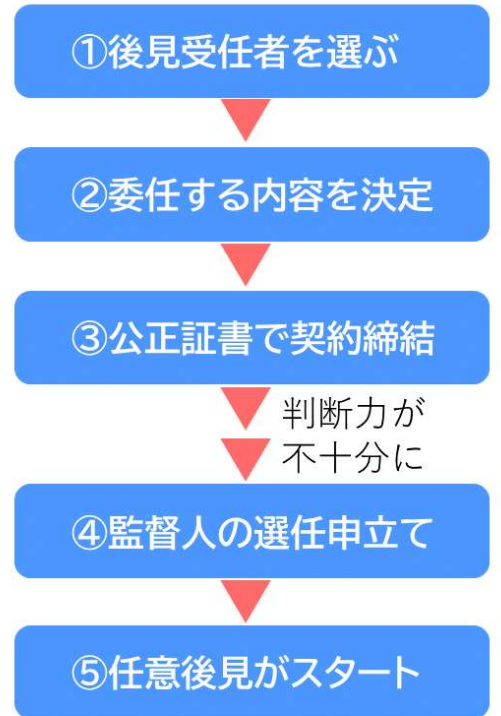 ①後見受任者を選ぶ
②委任する内容を決定
③公正証書で契約締結
判断力が
不十分に
④監督人の選任申立て
⑤任意後見がスタート